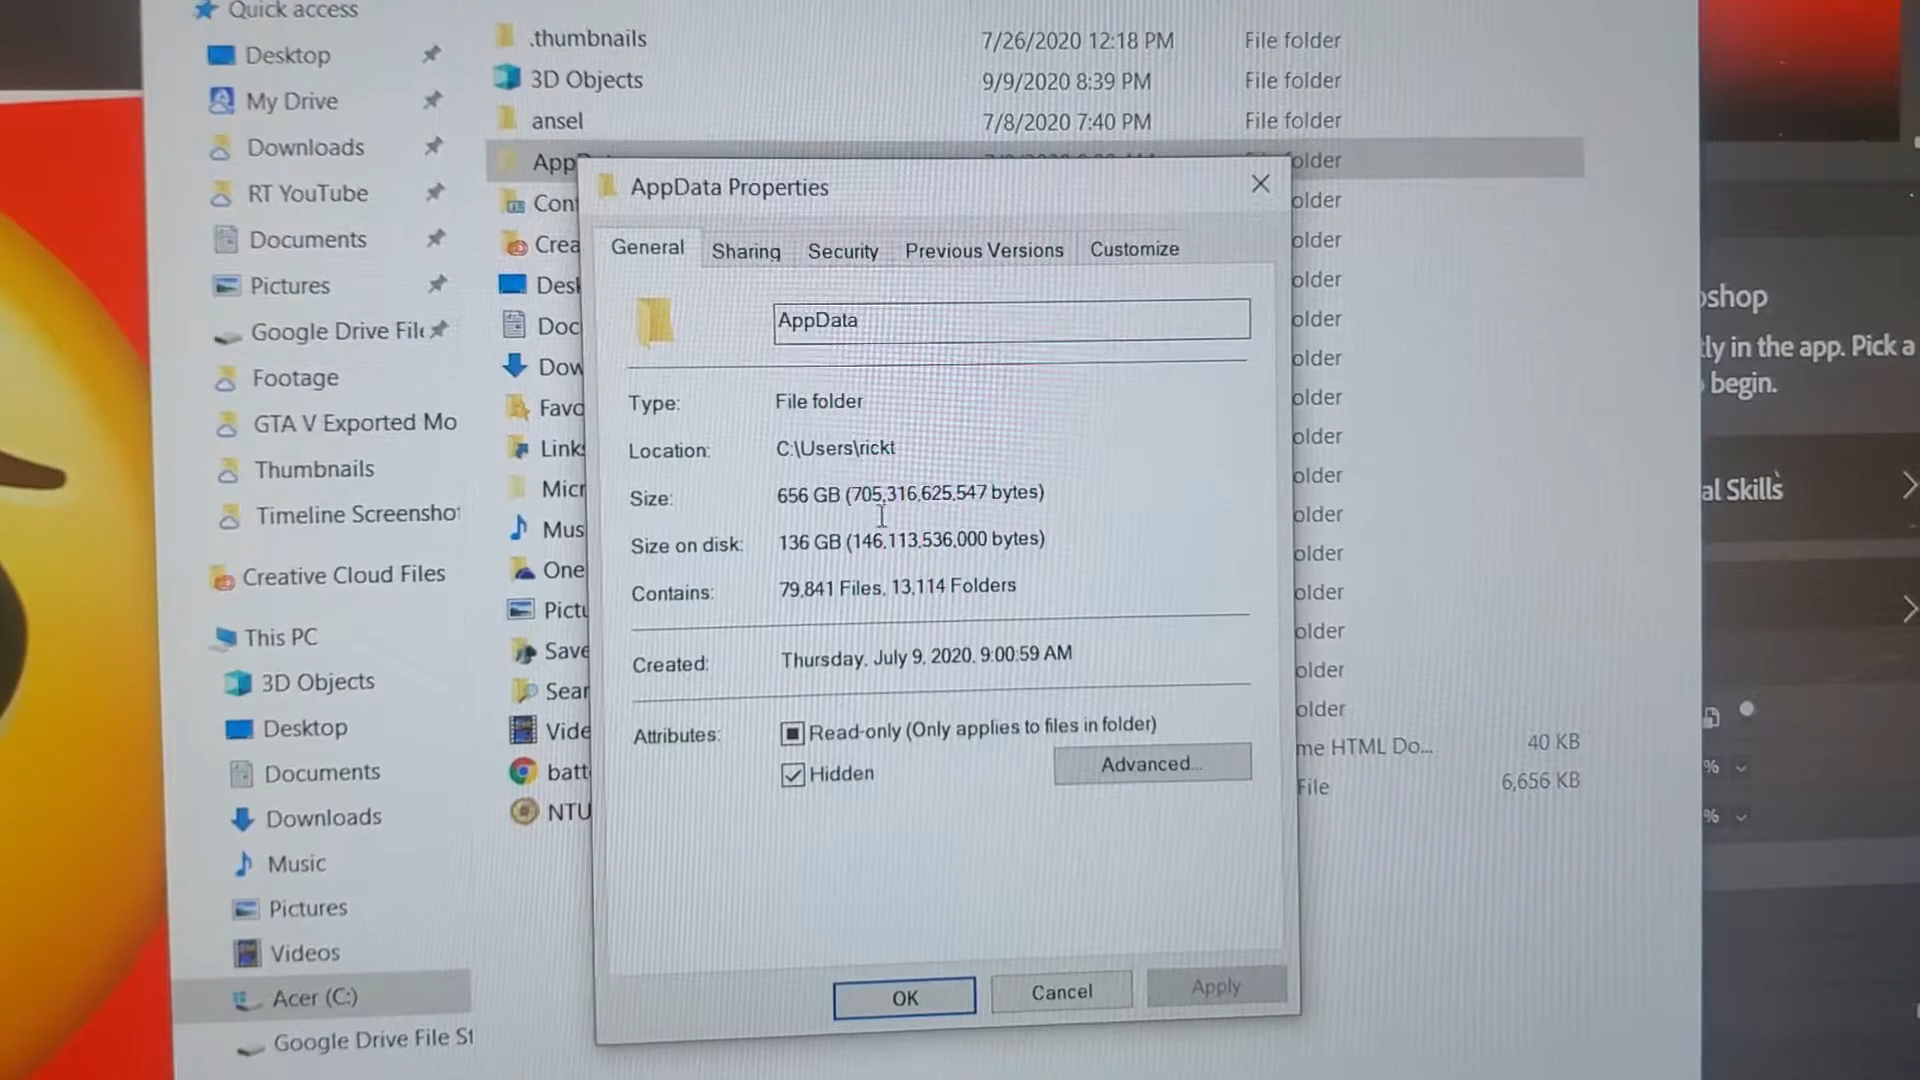 Quick access
Desktop
My Drive
Downloads
RT YouTube
Documents
Pictures
Google Drive File
Footage
GTA V Exported Mo
Thumbnails
Timeline Screenshot
Creative Cloud Files
This PC
3D Objects
Desktop
Documents
Downloads
Music
Pictures
Videos
Acer (C:)
Google Drive File St
.thumbnails 7/26/2020 12:18 PM File folder
3D Objects 9/9/2020 8:39 PM File folder
ansel 7/8/2020 7:40 PM File folder
App older
Con older
Crea older
Desk older
Doc older
Dow older
Favo older
Links older
Micr older
Mus older
One older
Pictu older
Save older
Sear older
Vide older
batt me HTML Do... 40 KB
NTU File 6,656 KB
AppData Properties
General Sharing Security Previous Versions Customize
AppData
Type: File folder
Location: C:\Users\rickt
Size: 656 GB (705,316,625,547 bytes)
Size on disk: 136 GB (146,113,536,000 bytes)
Contains: 79,841 Files, 13,114 Folders
Created: Thursday, July 9, 2020, 9:00:59 AM
Attributes: Read-only (Only applies to files in folder)
Hidden
Advanced...
OK Cancel Apply
oshop
tly in the app. Pick a
begin.
al Skills
%
%